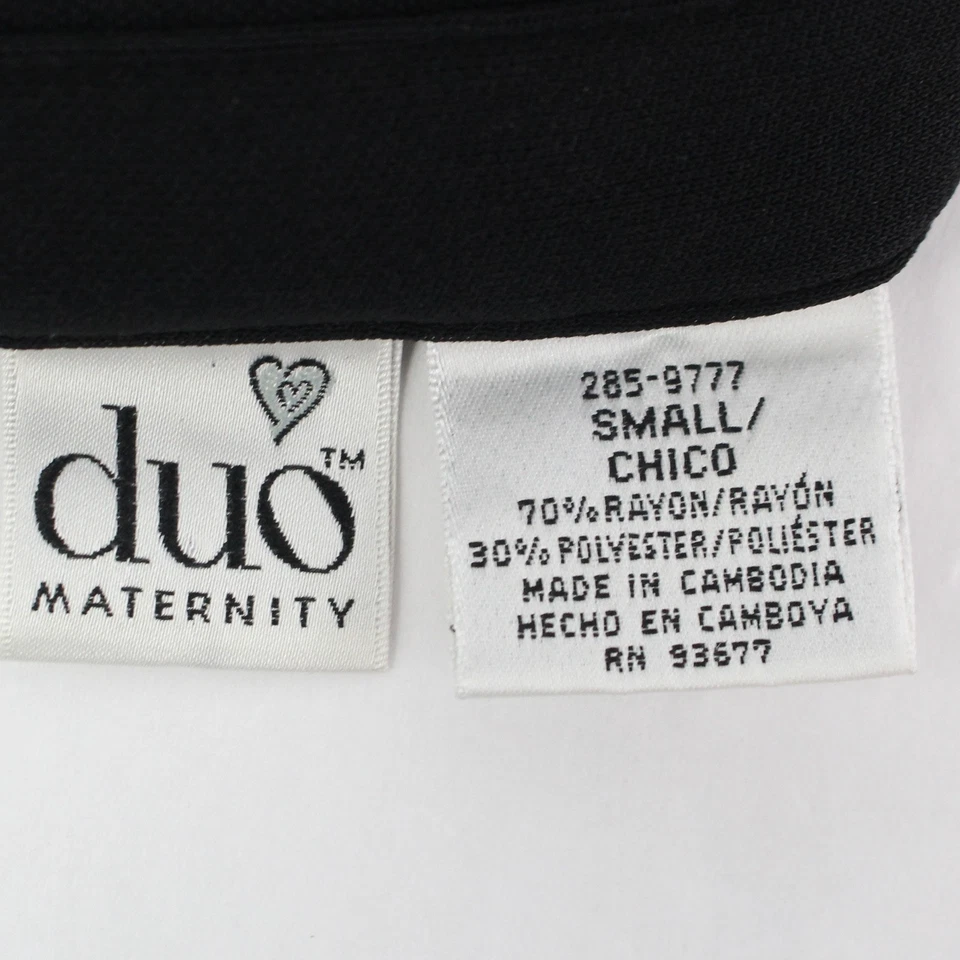 duo™
MATERNITY
285-9777
SMALL/
CHICO
70%RAYON/RAYÓN
30% POLYESTER/POLIÉSTER
MADE IN CAMBODIA
HECHO EN CAMBOYA
RN 93677